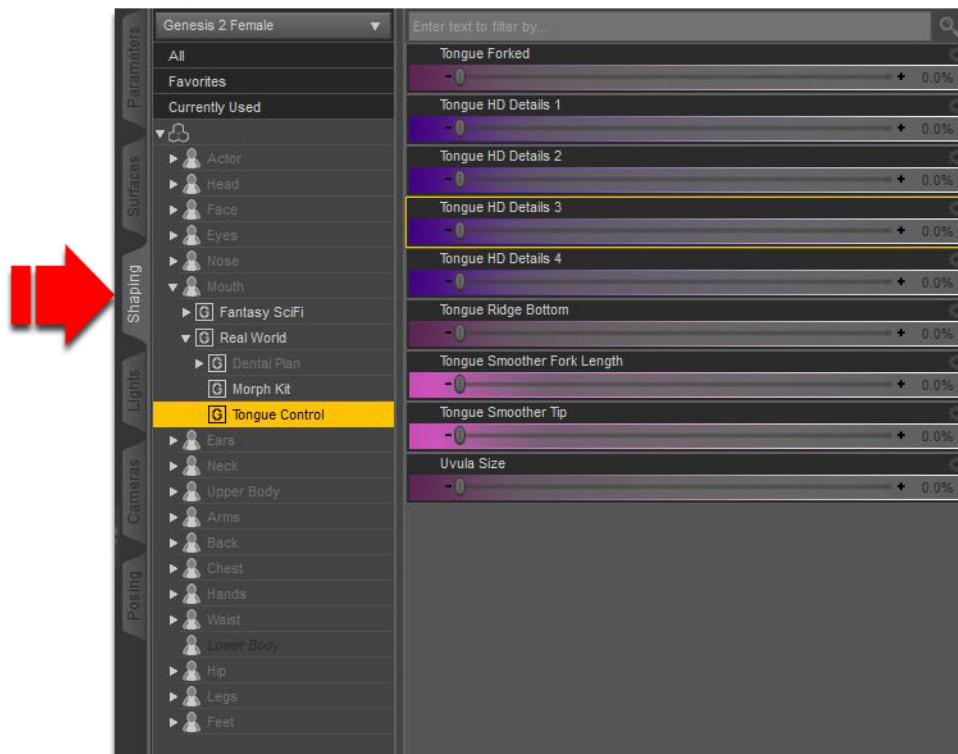 Genesis 2 Female
All
Favorites
Currently Used
Actor
Head
Face
Eyes
Nose
Mouth
G Fantasy SciFi
G Real World
G Dental Plan
G Morph Kit
G Tongue Control
Ears
Neck
Upper Body
Arms
Back
Chest
Hands
Waist
Lower Body
Hip
Legs
Feet
Parameters
Surfaces
Shaping
Lights
Cameras
Posing
Enter text to filter by...
Tongue Forked
- + 0.0%
Tongue HD Details 1
- + 0.0%
Tongue HD Details 2
- + 0.0%
Tongue HD Details 3
- + 0.0%
Tongue HD Details 4
- + 0.0%
Tongue Ridge Bottom
- + 0.0%
Tongue Smoother Fork Length
- + 0.0%
Tongue Smoother Tip
- + 0.0%
Uvula Size
- + 0.0%